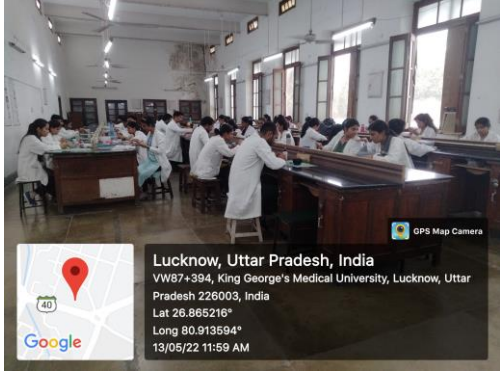 GPS Map Camera
40
Google
Lucknow, Uttar Pradesh, India
VW87+394, King George's Medical University, Lucknow, Uttar
Pradesh 226003, India
Lat 26.865216°
Long 80.913594°
13/05/22 11:59 AM